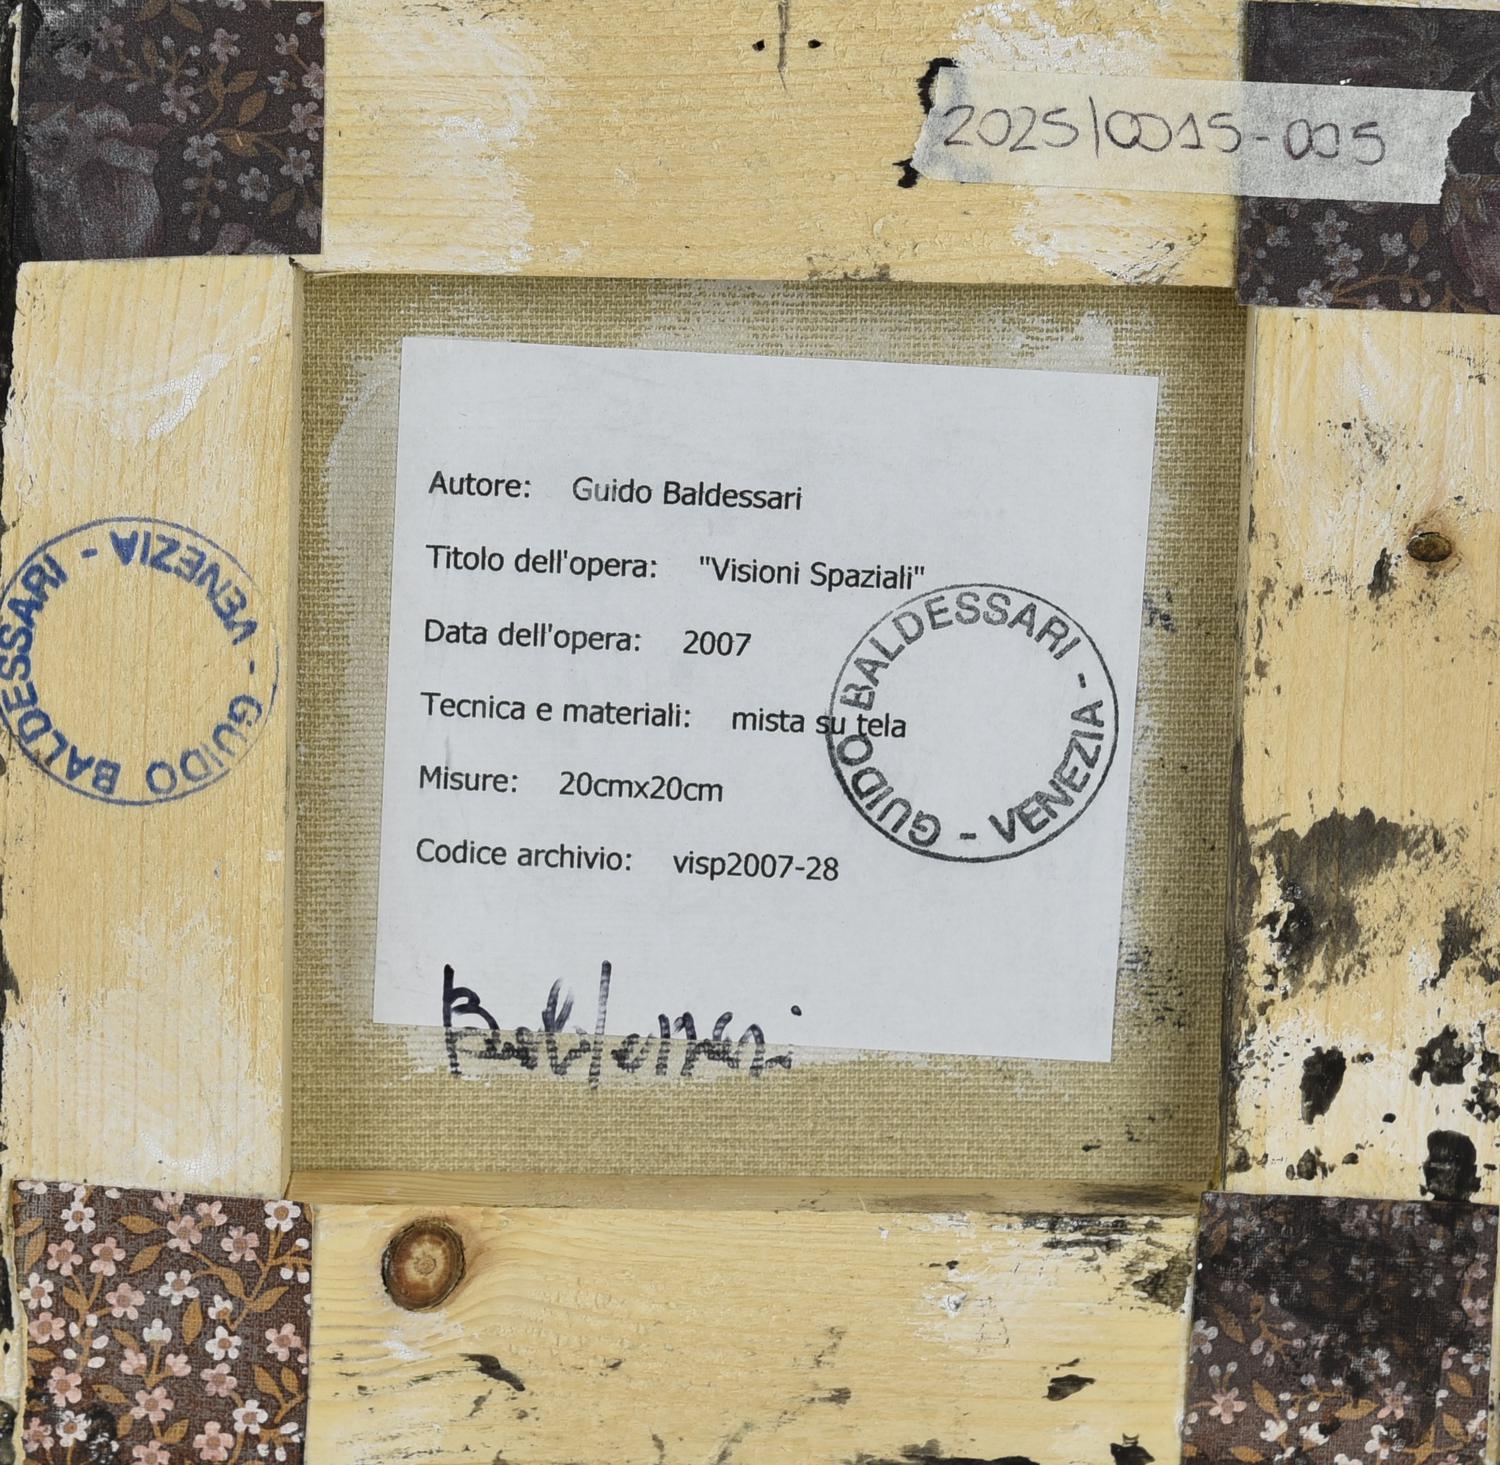 2025|0015-005
Autore: Guido Baldessari
Titolo dell'opera: "Visioni Spaziali"
Data dell'opera: 2007
Tecnica e materiali: mista su tela
Misure: 20cmx20cm
Codice archivio: visp2007-28
GUIDO BALDESSARI - VENEZIA -
GUIDO BALDESSARI - VENEZIA -
Baldessari